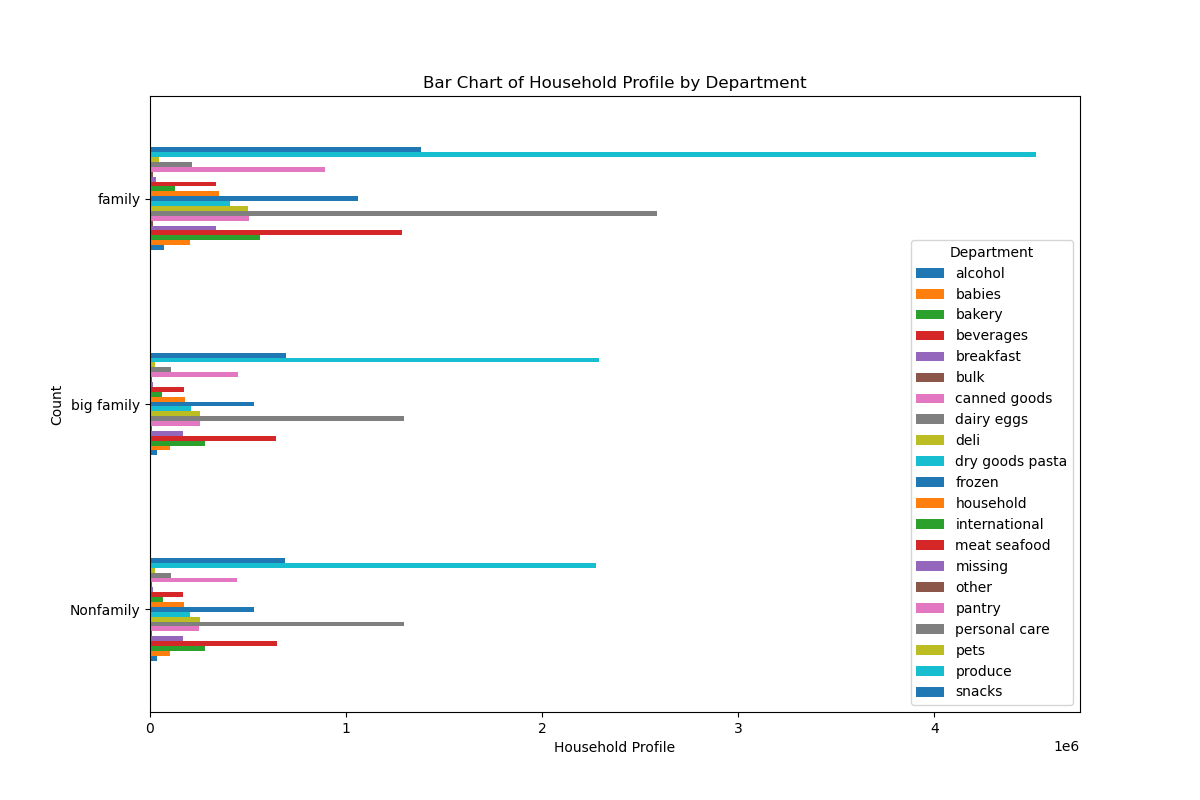 Bar Chart of Household Profile by Department
family
big family
Nonfamily
Count
Department
alcohol
babies
bakery
beverages
breakfast
bulk
canned goods
dairy eggs
deli
dry goods pasta
frozen
household
international
meat seafood
missing
other
pantry
personal care
pets
produce
snacks
0 1 2 3 4
1e6
Household Profile